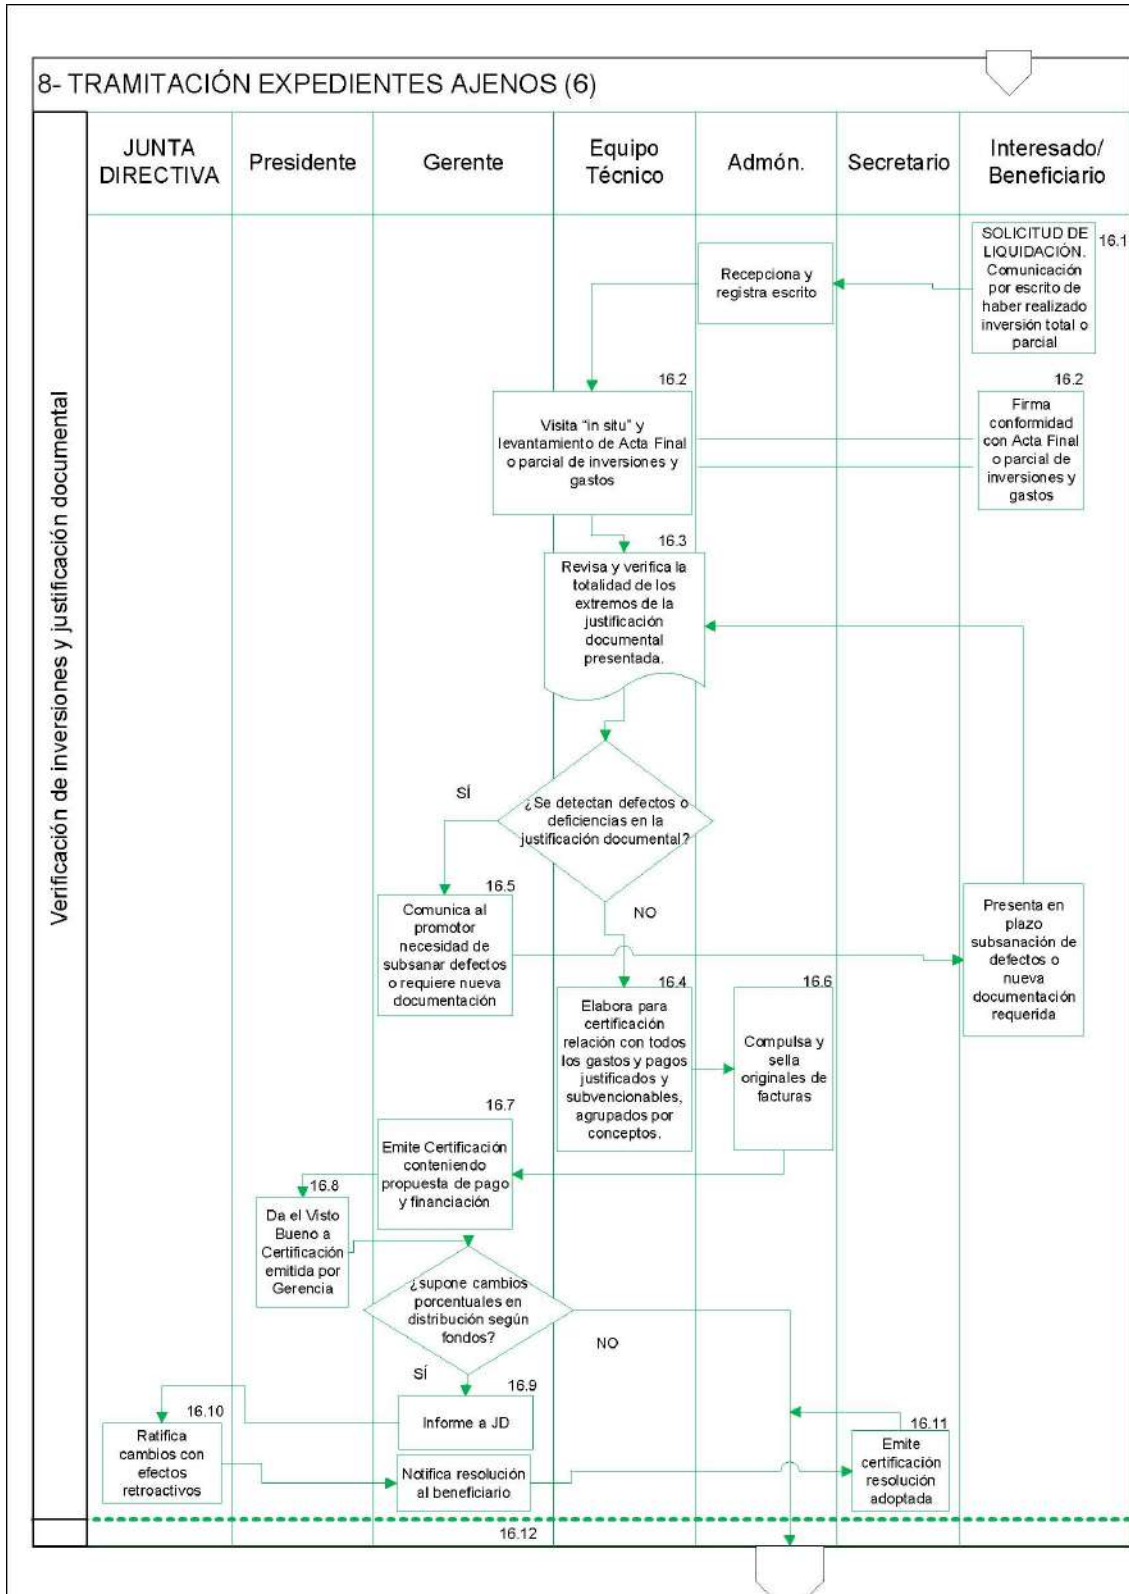 8- TRAMITACIÓN EXPEDIENTES AJENOS (6)
JUNTA
DIRECTIVA
Presidente
Gerente
Equipo
Técnico
Admón.
Secretario
Interesado/
Beneficiario
Verificación de inversiones y justificación documental
SOLICITUD DE
LIQUIDACIÓN.
Comunicación
por escrito de
haber realizado
inversión total o
parcial
16.1
Recepciona y
registra escrito
16.2
Visita "in situ" y
levantamiento de Acta Final
o parcial de inversiones y
gastos
16.2
Firma
conformidad
con Acta Final
o parcial de
inversiones y
gastos
16.3
Revisa y verifica la
totalidad de los
extremos de la
justificación
documental
presentada.
¿Se detectan defectos o
deficiencias en la
justificación documental?
SÍ
NO
16.5
Comunica al
promotor
necesidad de
subsanar defectos
o requiere nueva
documentación
Presenta en
plazo
subsanación de
defectos o
nueva
documentación
requerida
16.4
Elabora para
certificación
relación con todos
los gastos y pagos
justificados y
subvencionables,
agrupados por
conceptos.
16.6
Compulsa y
sella
originales de
facturas
16.7
Emite Certificación
conteniendo
propuesta de pago
y financiación
16.8
Da el Visto
Bueno a
Certificación
emitida por
Gerencia
¿supone cambios
porcentuales en
distribución según
fondos?
NO
SÍ
16.9
Informe a JD
16.10
Ratifica
cambios con
efectos
retroactivos
Notifica resolución
al beneficiario
16.11
Emite
certificación
resolución
adoptada
16.12